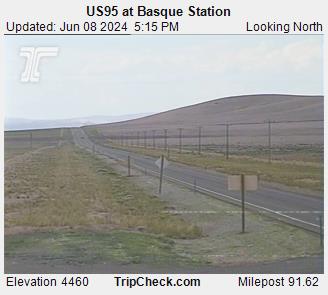 US95 at Basque Station
Updated: Jun 08 2024 5:15 PM Looking North
Elevation 4460 TripCheck.com Milepost 91.62